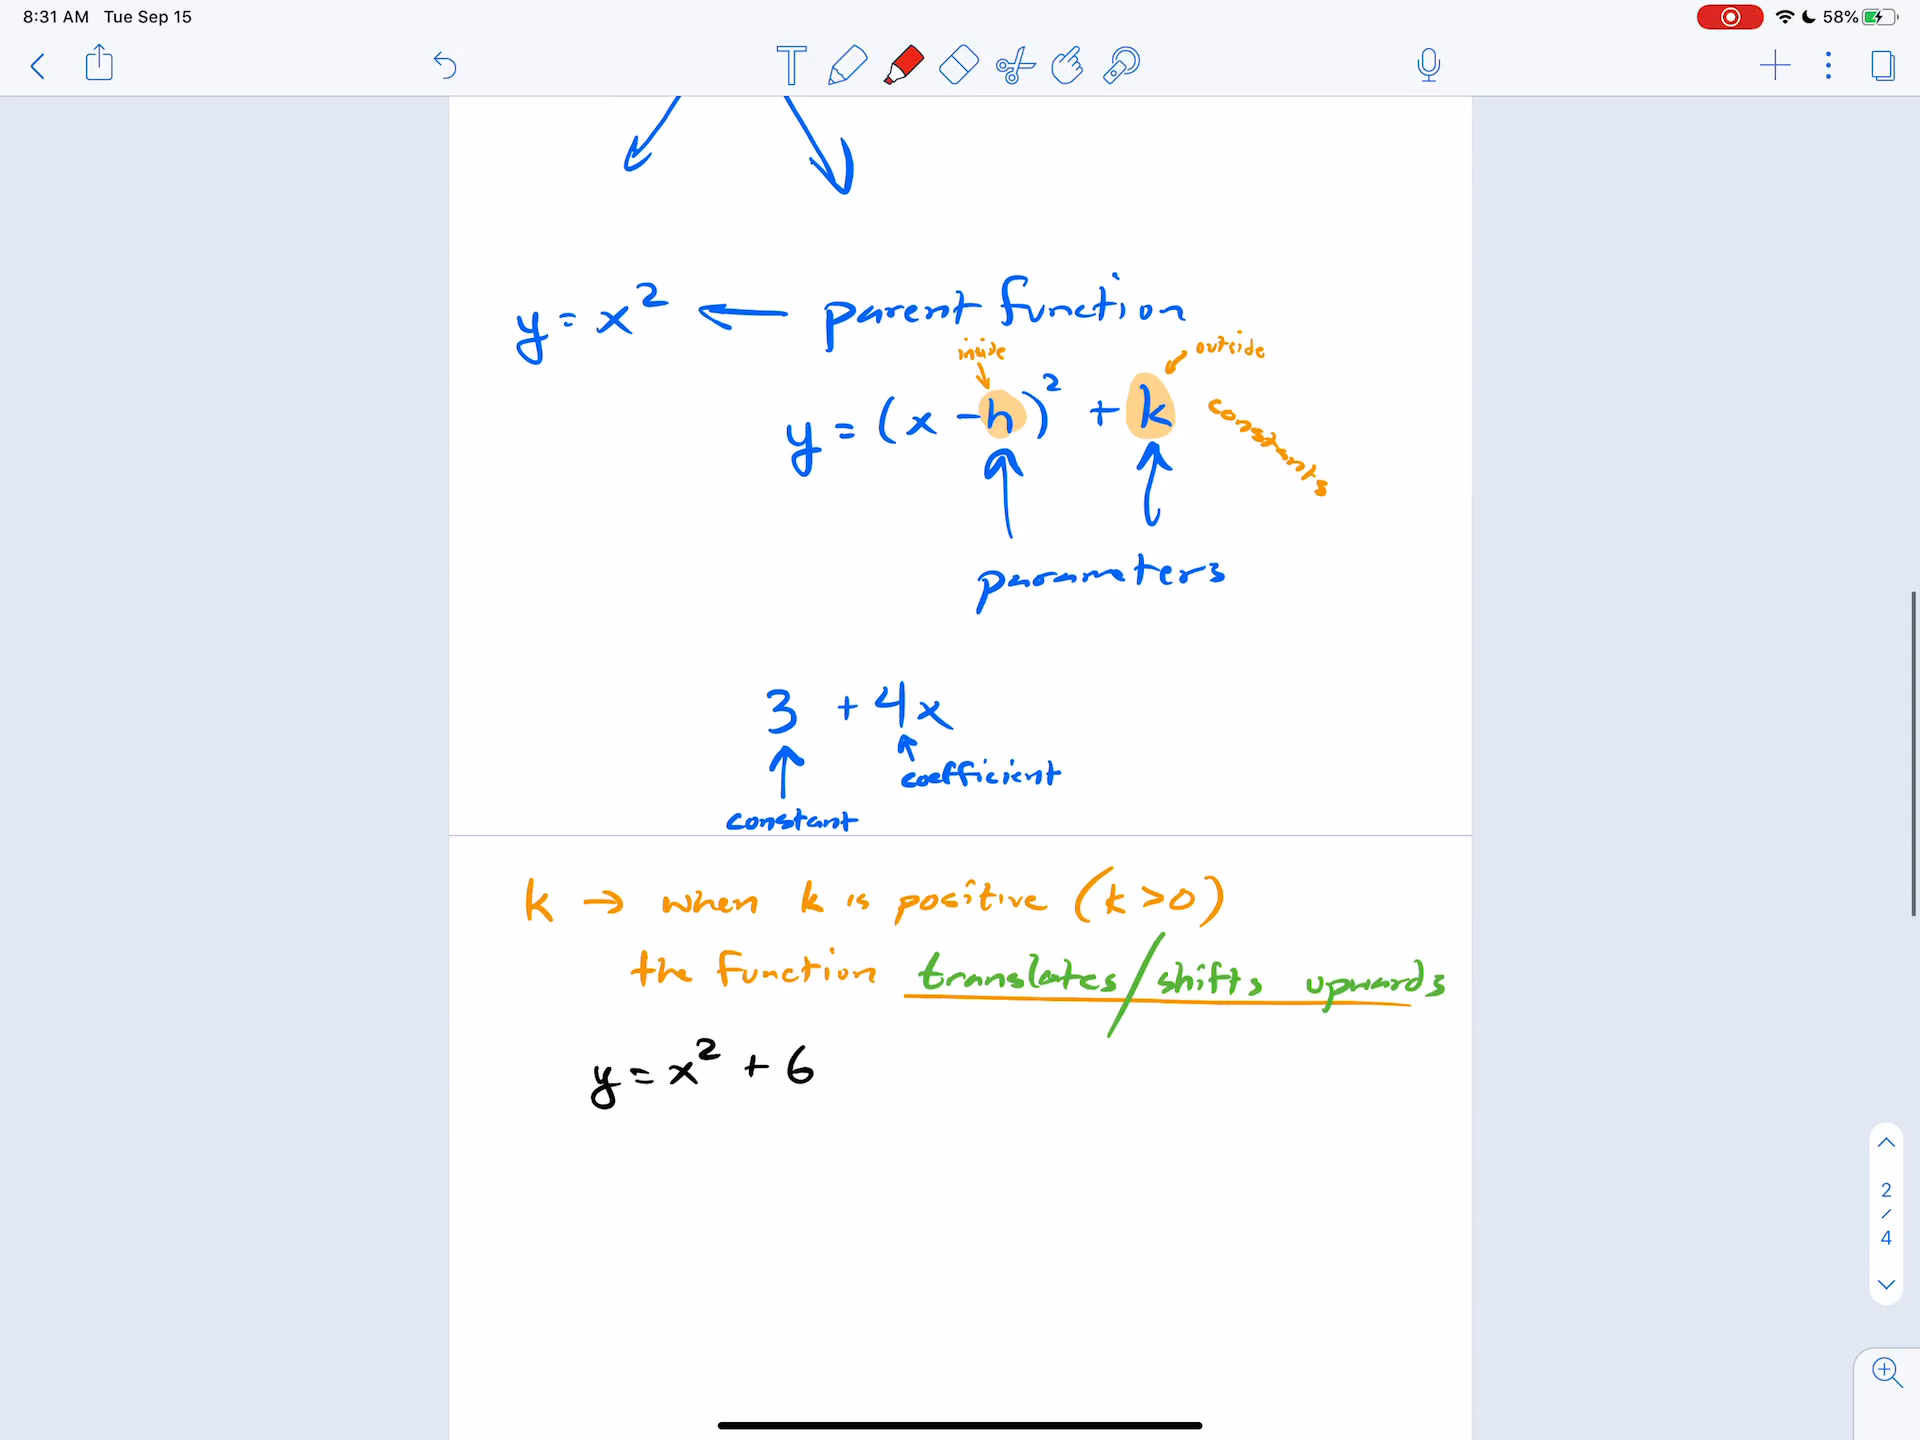 8:31 AM Tue Sep 15
58%
T
y = x² ← parent function
inside
outside
y = (x - h)² + k
constants
parameters
3 + 4x
coefficient
constant
k → when k is positive (k > 0)
the function translates/shifts upwards
y = x² + 6
2
/
4